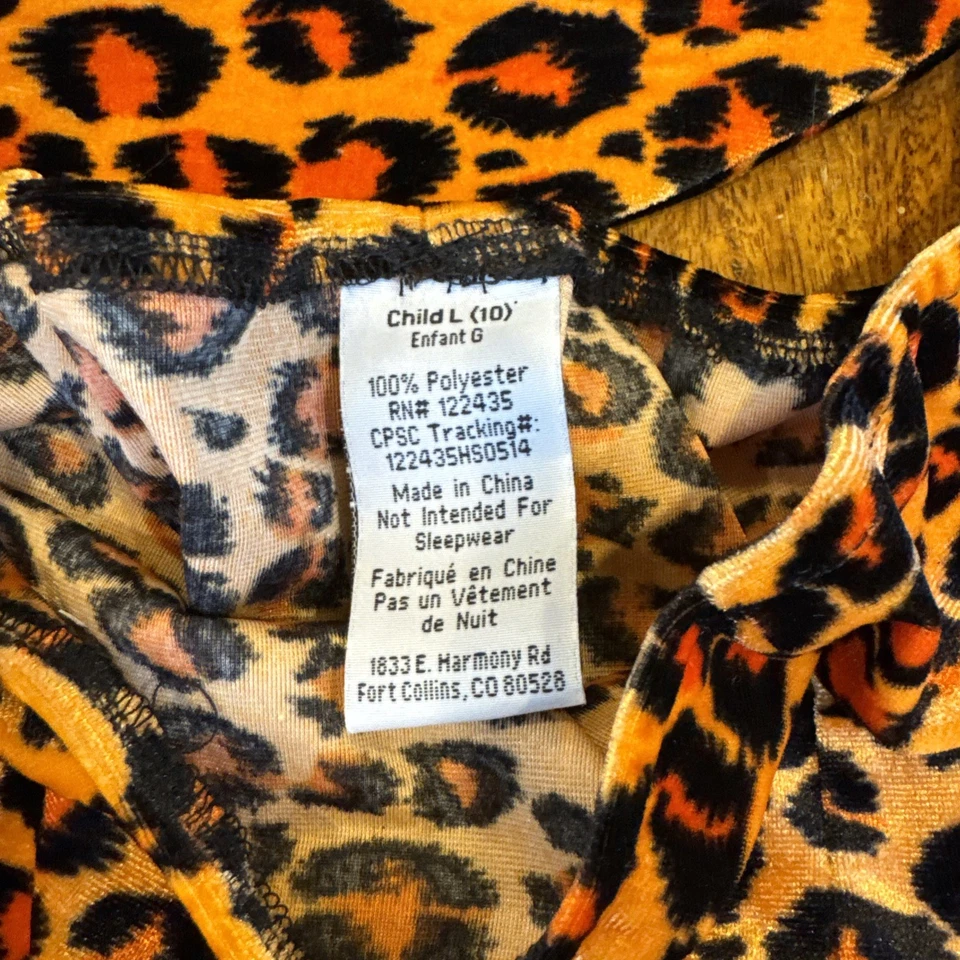 Child L (10)
Enfant G
100% Polyester
RN# 122435
CPSC Tracking#:
122435HS0514
Made in China
Not Intended For
Sleepwear
Fabriqué en Chine
Pas un Vêtement
de Nuit
1833 E. Harmony Rd
Fort Collins, CO 80528